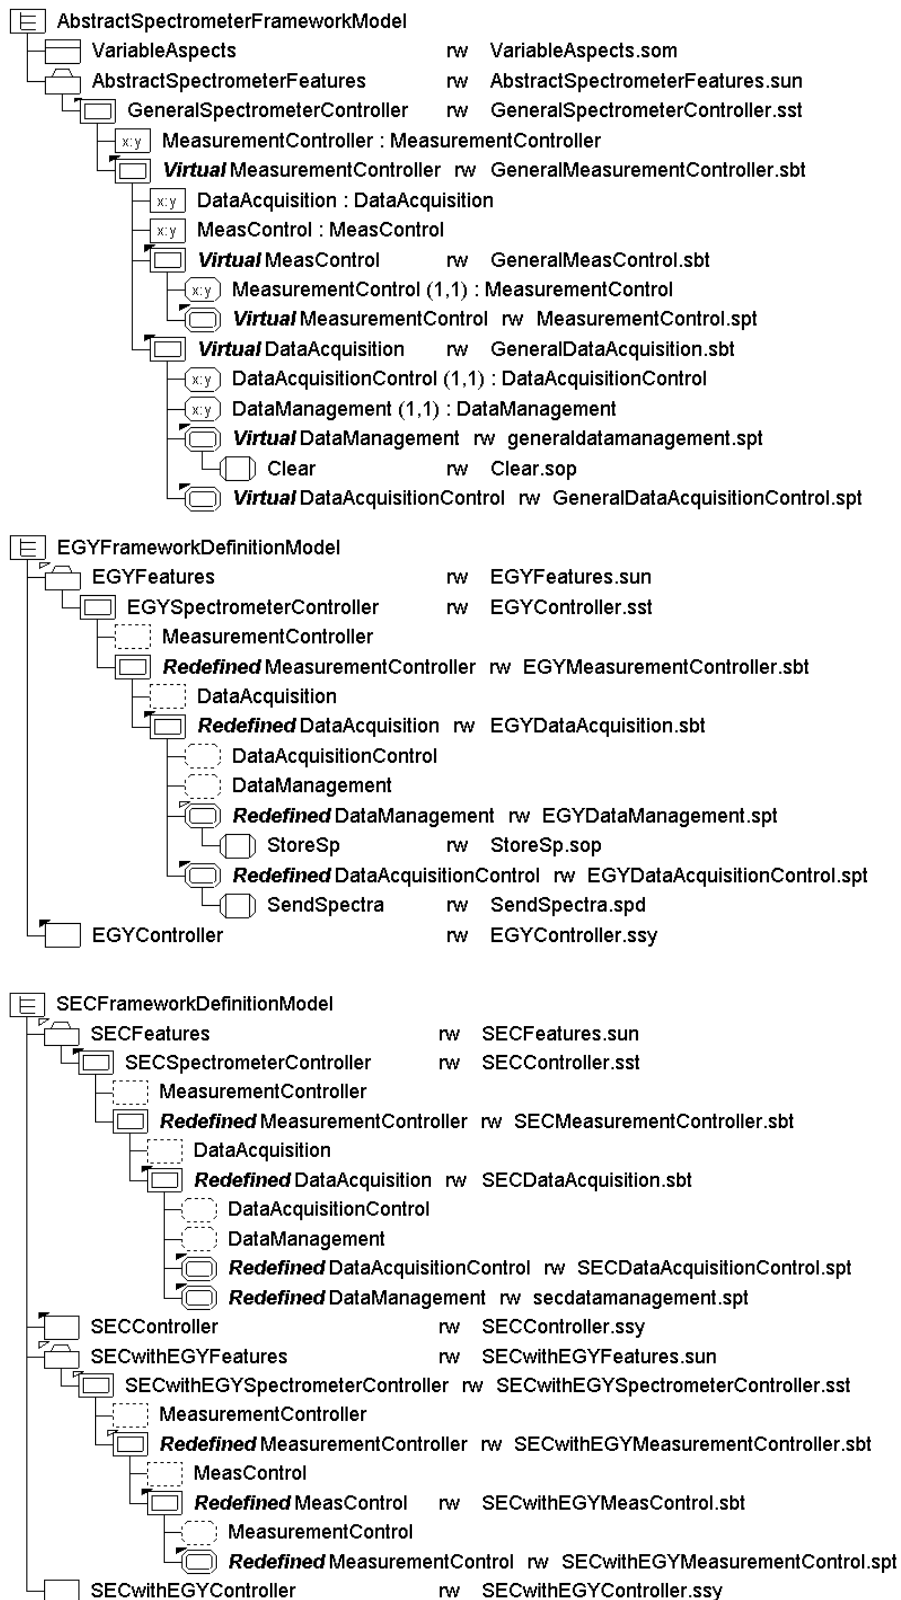 AbstractSpectrometerFrameworkModel
VariableAspects rw VariableAspects.som
AbstractSpectrometerFeatures rw AbstractSpectrometerFeatures.sun
GeneralSpectrometerController rw GeneralSpectrometerController.sst
x:y MeasurementController : MeasurementController
Virtual MeasurementController rw GeneralMeasurementController.sbt
x:y DataAcquisition : DataAcquisition
x:y MeasControl : MeasControl
Virtual MeasControl rw GeneralMeasControl.sbt
x:y MeasurementControl (1,1) : MeasurementControl
Virtual MeasurementControl rw MeasurementControl.spt
Virtual DataAcquisition rw GeneralDataAcquisition.sbt
x:y DataAcquisitionControl (1,1) : DataAcquisitionControl
x:y DataManagement (1,1) : DataManagement
Virtual DataManagement rw generaldatamanagement.spt
Clear rw Clear.sop
Virtual DataAcquisitionControl rw GeneralDataAcquisitionControl.spt
EGYFrameworkDefinitionModel
EGYFeatures rw EGYFeatures.sun
EGYSpectrometerController rw EGYController.sst
MeasurementController
Redefined MeasurementController rw EGYMeasurementController.sbt
DataAcquisition
Redefined DataAcquisition rw EGYDataAcquisition.sbt
DataAcquisitionControl
DataManagement
Redefined DataManagement rw EGYDataManagement.spt
StoreSp rw StoreSp.sop
Redefined DataAcquisitionControl rw EGYDataAcquisitionControl.spt
SendSpectra rw SendSpectra.spd
EGYController rw EGYController.ssy
SECFrameworkDefinitionModel
SECFeatures rw SECFeatures.sun
SECSpectrometerController rw SECController.sst
MeasurementController
Redefined MeasurementController rw SECMeasurementController.sbt
DataAcquisition
Redefined DataAcquisition rw SECDataAcquisition.sbt
DataAcquisitionControl
DataManagement
Redefined DataAcquisitionControl rw SECDataAcquisitionControl.spt
Redefined DataManagement rw secdatamanagement.spt
SECController rw SECController.ssy
SECwithEGYFeatures rw SECwithEGYFeatures.sun
SECwithEGYSpectrometerController rw SECwithEGYSpectrometerController.sst
MeasurementController
Redefined MeasurementController rw SECwithEGYMeasurementController.sbt
MeasControl
Redefined MeasControl rw SECwithEGYMeasControl.sbt
MeasurementControl
Redefined MeasurementControl rw SECwithEGYMeasurementControl.spt
SECwithEGYController rw SECwithEGYController.ssy